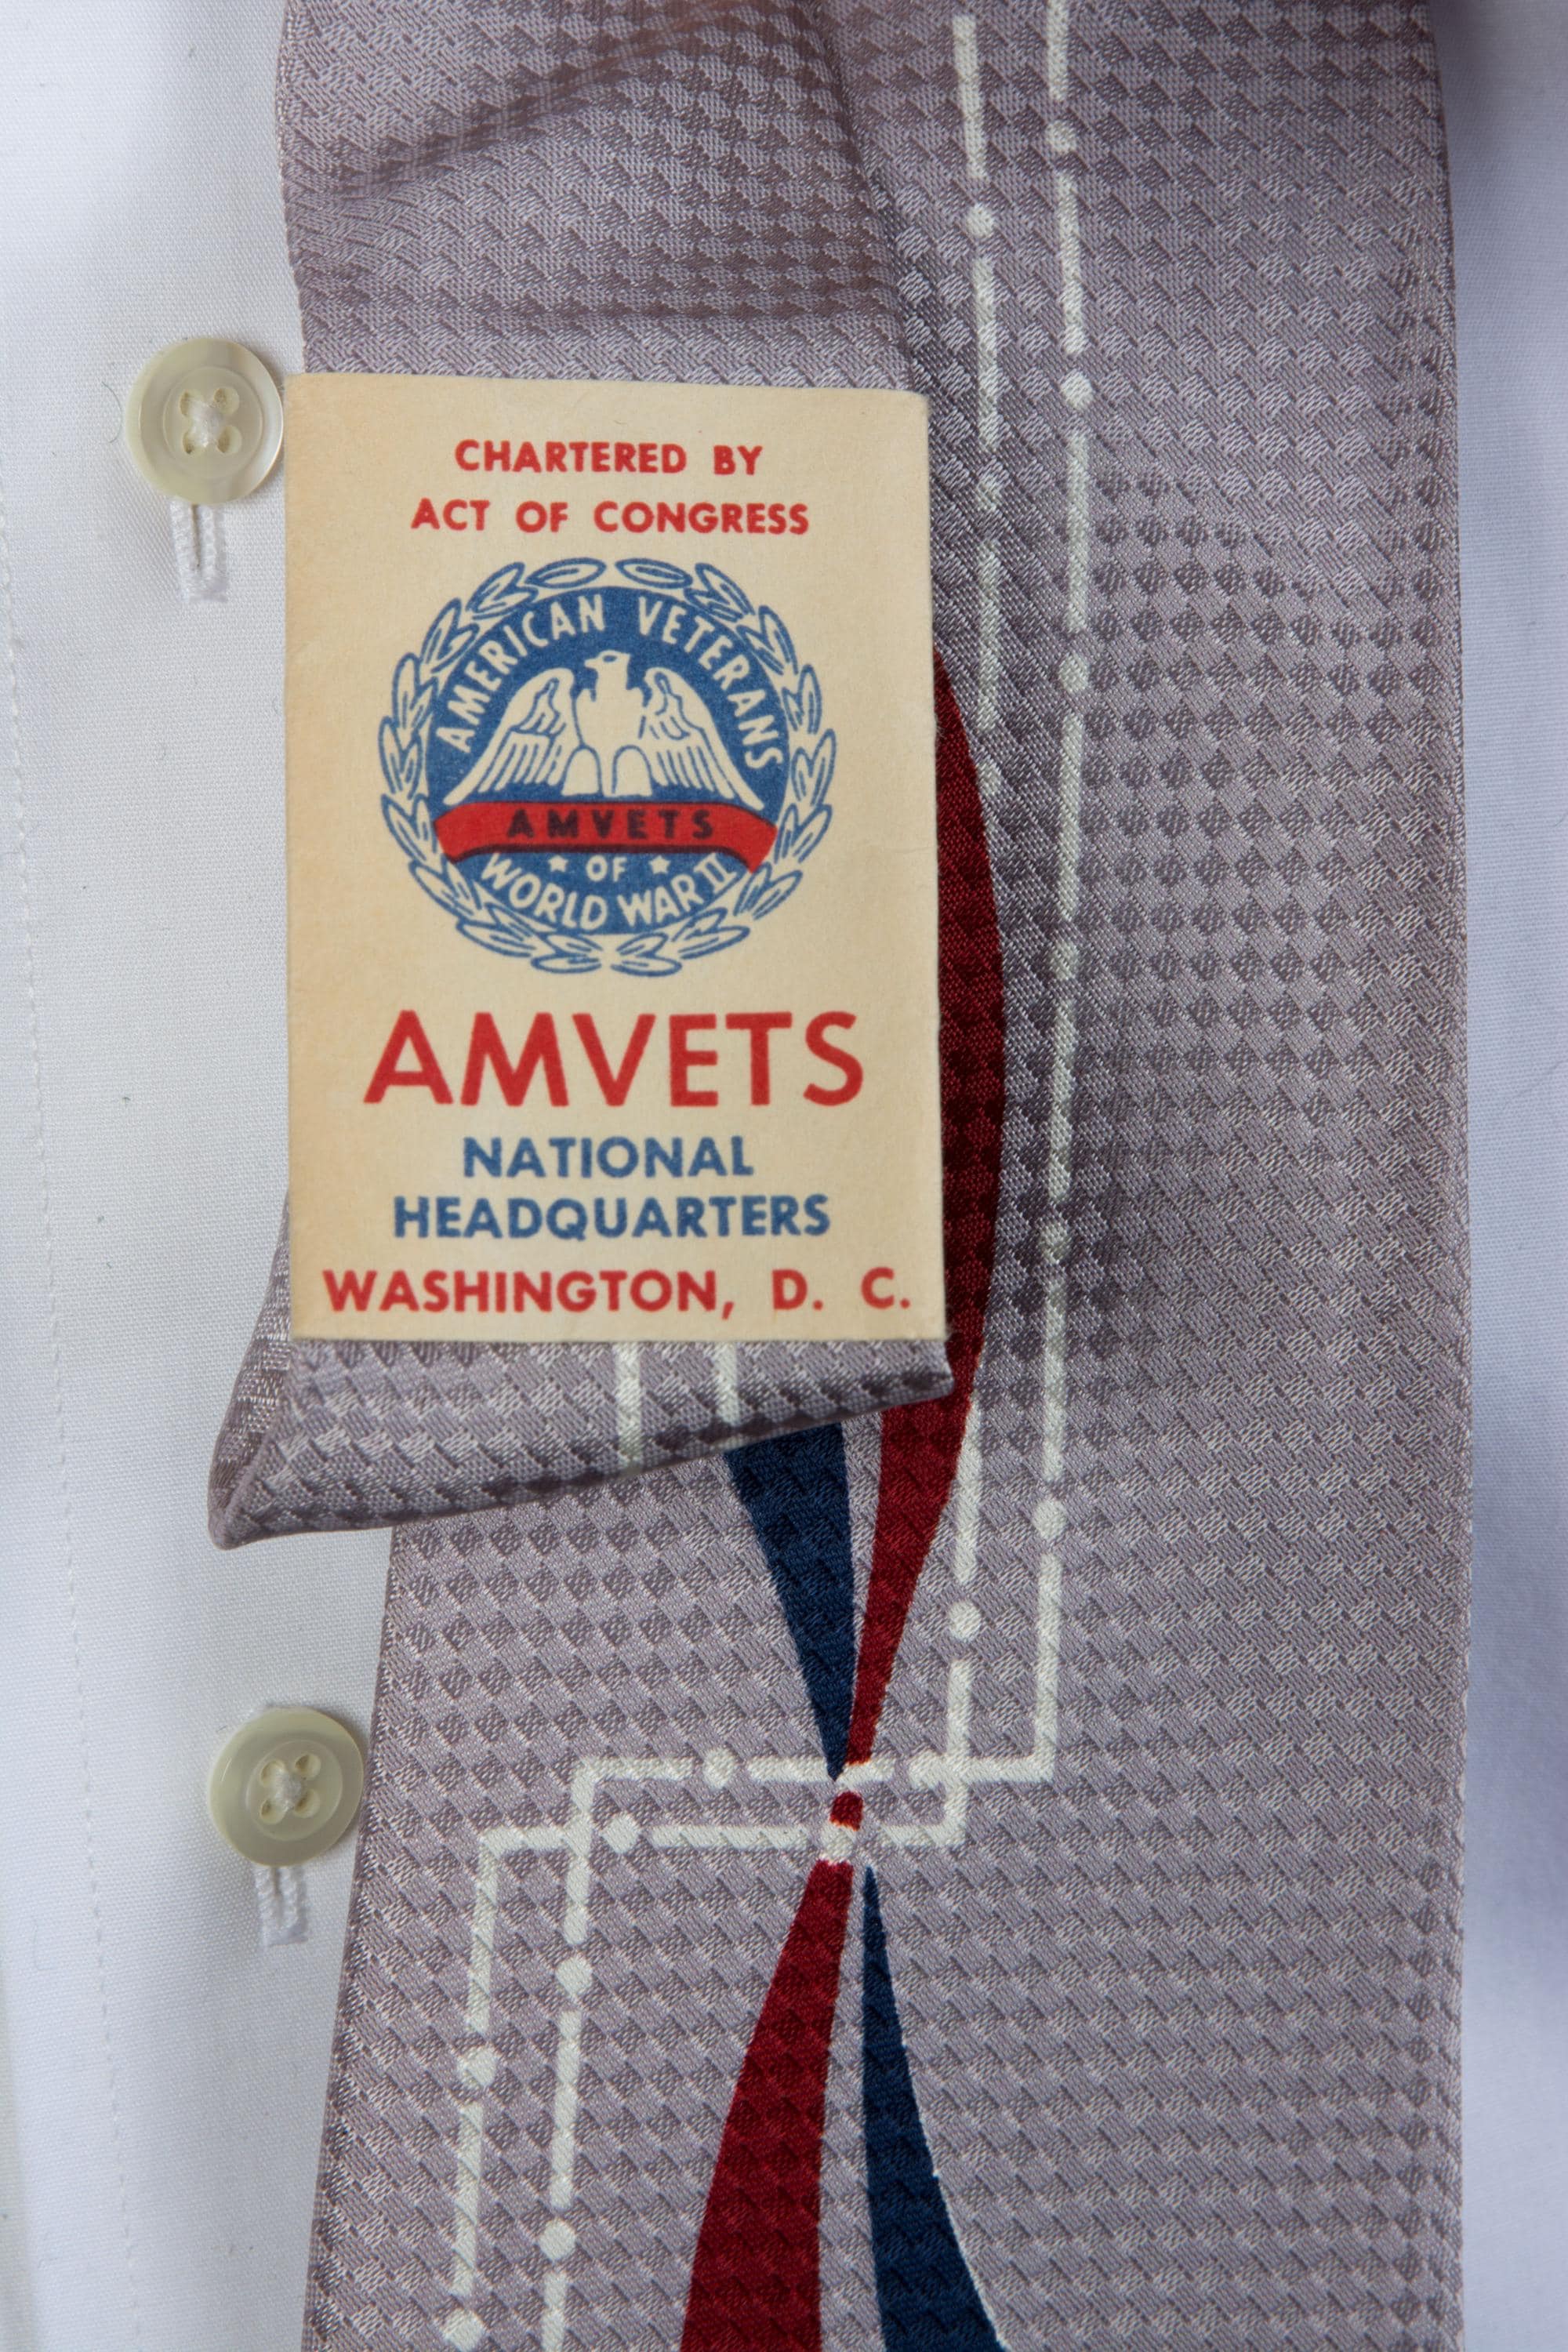 CHARTERED BY
ACT OF CONGRESS
AMERICAN VETERANS
AMVETS
★ OF ★
WORLD WAR II
AMVETS
NATIONAL
HEADQUARTERS
WASHINGTON, D. C.